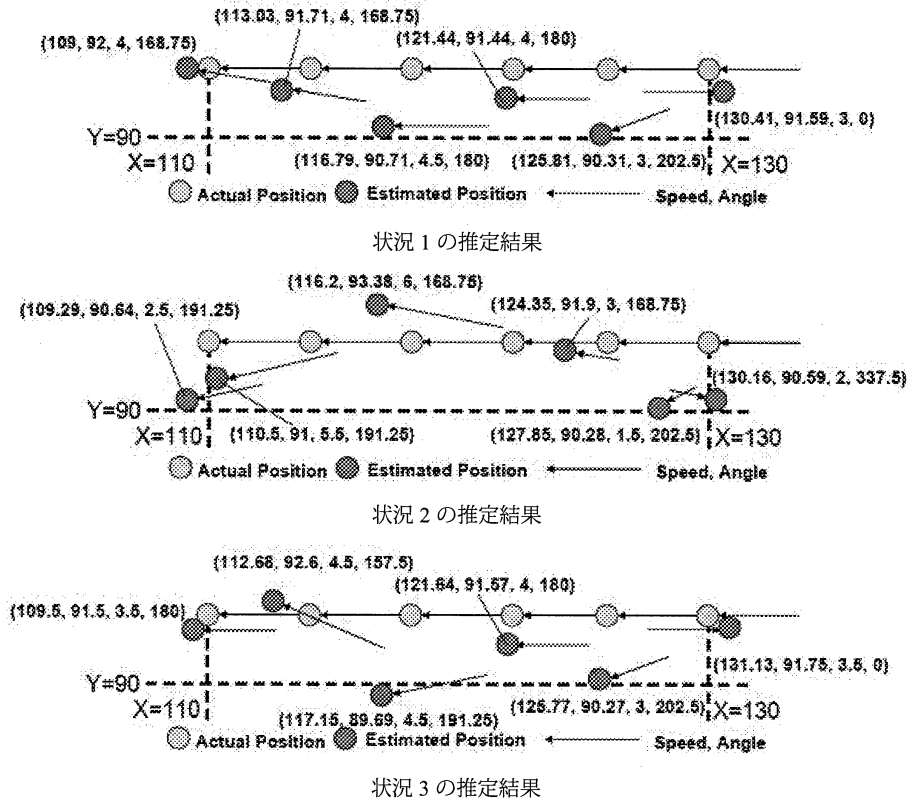 (113.03, 91.71, 4, 168.75)
(109, 92, 4, 168.75)
(121.44, 91.44, 4, 180)
(130.41, 91.59, 3, 0)
Y=90
X=110
(116.79, 90.71, 4.5, 180)
(125.81, 90.31, 3, 202.5)
X=130
Actual Position
Estimated Position
Speed, Angle
状況 1 の推定結果
(116.2, 93.38, 6, 168.75)
(109.29, 90.64, 2.5, 191.25)
(124.35, 91.9, 3, 168.75)
(130.16, 90.59, 2, 337.5)
Y=90
X=110
(110.5, 91, 5.5, 191.25)
(127.85, 90.28, 1.5, 202.5)
X=130
Actual Position
Estimated Position
Speed, Angle
状況 2 の推定結果
(112.68, 92.6, 4.5, 157.5)
(121.64, 91.57, 4, 180)
(109.5, 91.5, 3.5, 180)
(131.13, 91.75, 3.5, 0)
Y=90
X=110
(117.15, 89.69, 4.5, 191.25)
(125.77, 90.27, 3, 202.5)
X=130
Actual Position
Estimated Position
Speed, Angle
状況 3 の推定結果